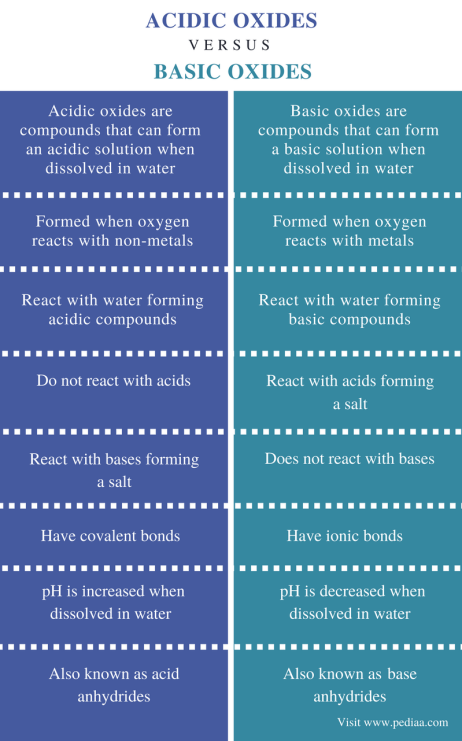 ACIDIC OXIDES
VERSUS
BASIC OXIDES
Acidic oxides are
compounds that can form
an acidic solution when
dissolved in water
Basic oxides are
compounds that can form
a basic solution when
dissolved in water
Formed when oxygen
reacts with non-metals
Formed when oxygen
reacts with metals
React with water forming
acidic compounds
React with water forming
basic compounds
Do not react with acids
React with acids forming
a salt
React with bases forming
a salt
Does not react with bases
Have covalent bonds
Have ionic bonds
pH is increased when
dissolved in water
pH is decreased when
dissolved in water
Also known as acid
anhydrides
Also known as base
anhydrides
Visit www.pediaa.com